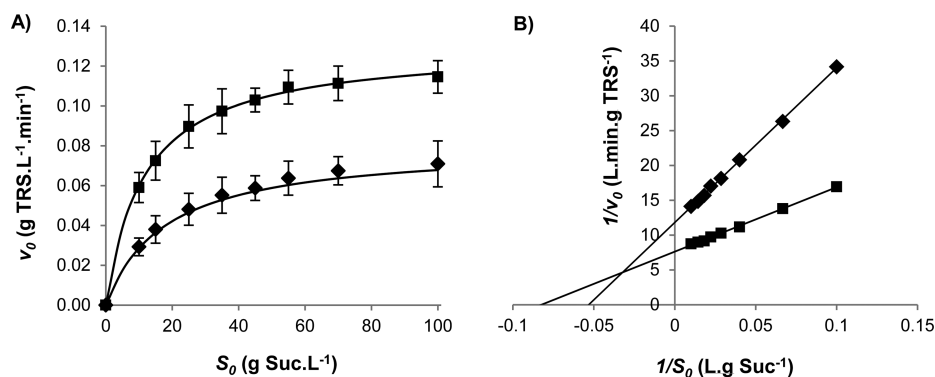 A)
0.14
0.12
0.10
0.08
0.06
0.04
0.02
0.00
v₀ (g TRS.L⁻¹.min⁻¹)
0 20 40 60 80 100
S₀ (g Suc.L⁻¹)
B)
40
35
30
25
20
15
10
5
0
1/v₀ (L.min.g TRS⁻¹)
-0.1 -0.05 0 0.05 0.1 0.15
1/S₀ (L.g Suc⁻¹)